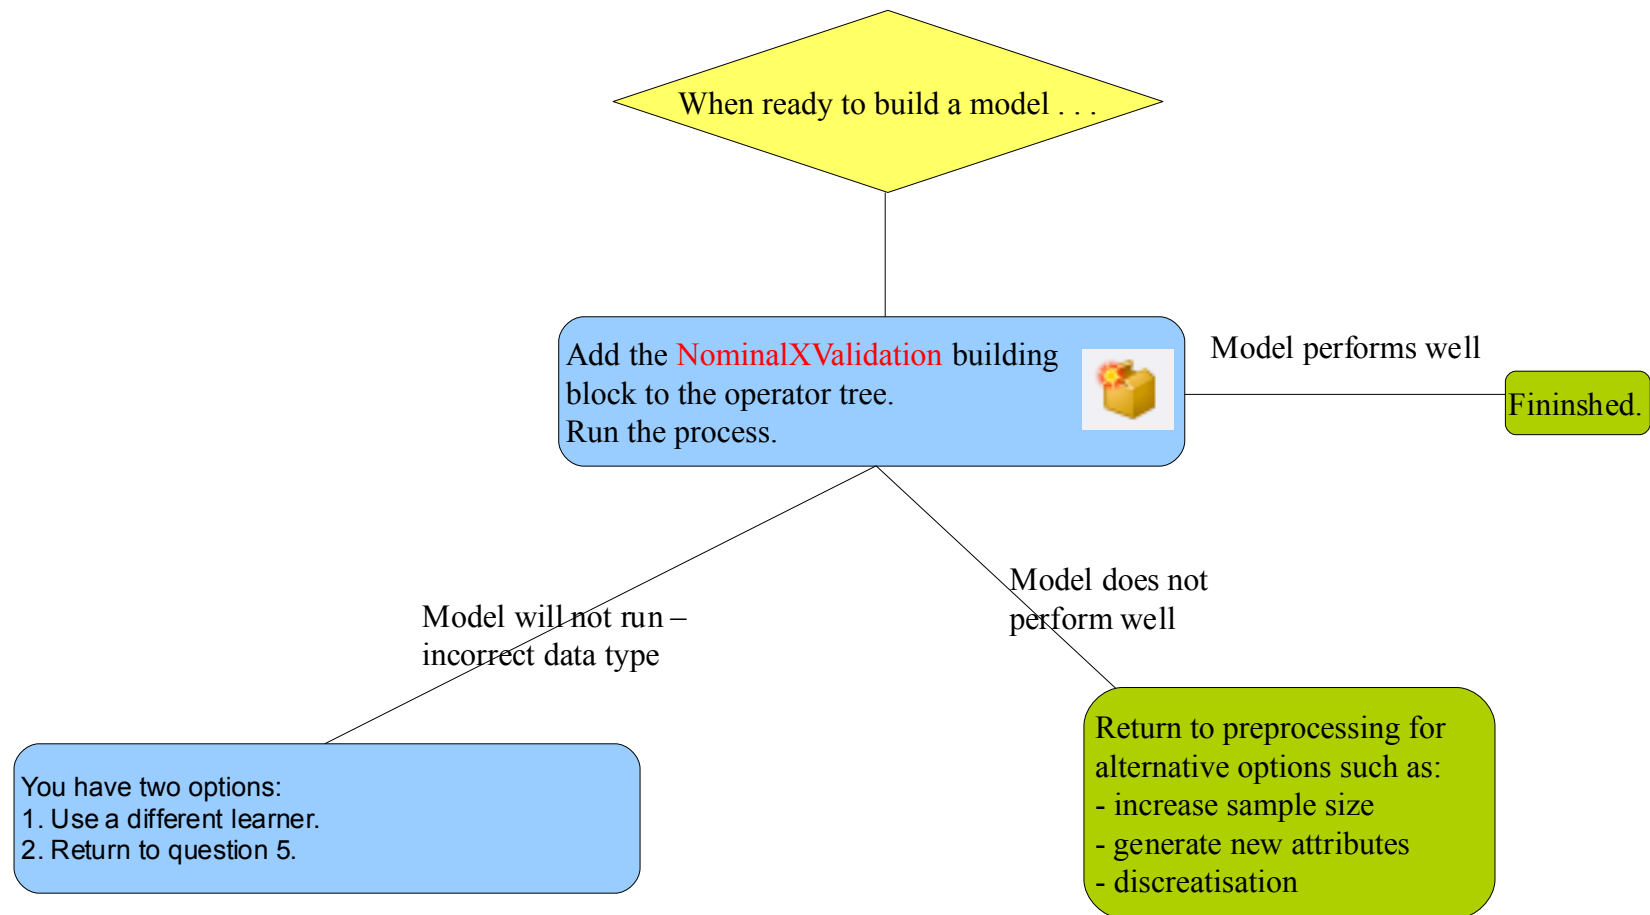 When ready to build a model . . .
Add the NominalXValidation building
block to the operator tree.
Run the process.
Model performs well
Fininshed.
Model will not run –
incorrect data type
Model does not
perform well
You have two options:
1. Use a different learner.
2. Return to question 5.
Return to preprocessing for
alternative options such as:
- increase sample size
- generate new attributes
- discreatisation